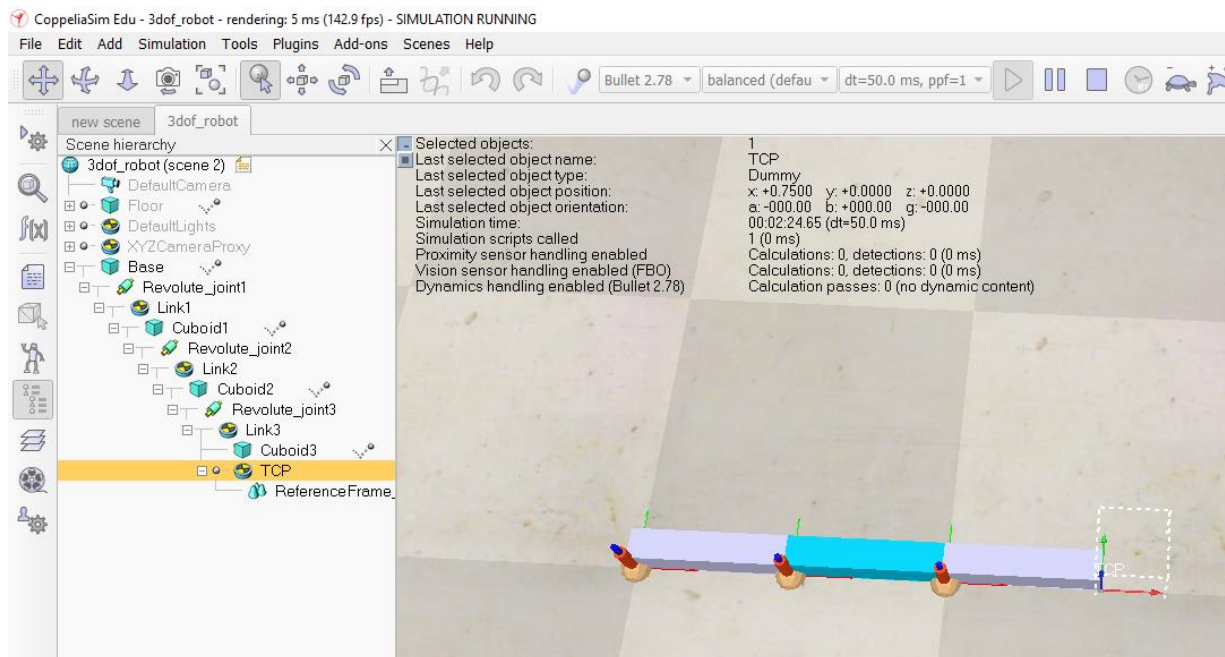 CoppeliaSim Edu - 3dof_robot - rendering: 5 ms (142.9 fps) - SIMULATION RUNNING
File Edit Add Simulation Tools Plugins Add-ons Scenes Help
Bullet 2.78 balanced (defau dt=50.0 ms, ppf=1
new scene 3dof_robot
Scene hierarchy
3dof_robot (scene 2)
DefaultCamera
Floor
DefaultLights
XYZCameraProxy
Base
Revolute_joint1
Link1
Cuboid1
Revolute_joint2
Link2
Cuboid2
Revolute_joint3
Link3
Cuboid3
TCP
ReferenceFrame_
Selected objects: 1
Last selected object name: TCP
Last selected object type: Dummy
Last selected object position: x: +0.7500 y: +0.0000 z: +0.0000
Last selected object orientation: a: -000.00 b: +000.00 g: -000.00
Simulation time: 00:02:24.65 (dt=50.0 ms)
Simulation scripts called 1 (0 ms)
Proximity sensor handling enabled Calculations: 0, detections: 0 (0 ms)
Vision sensor handling enabled (FBO) Calculations: 0, detections: 0 (0 ms)
Dynamics handling enabled (Bullet 2.78) Calculation passes: 0 (no dynamic content)
TCP